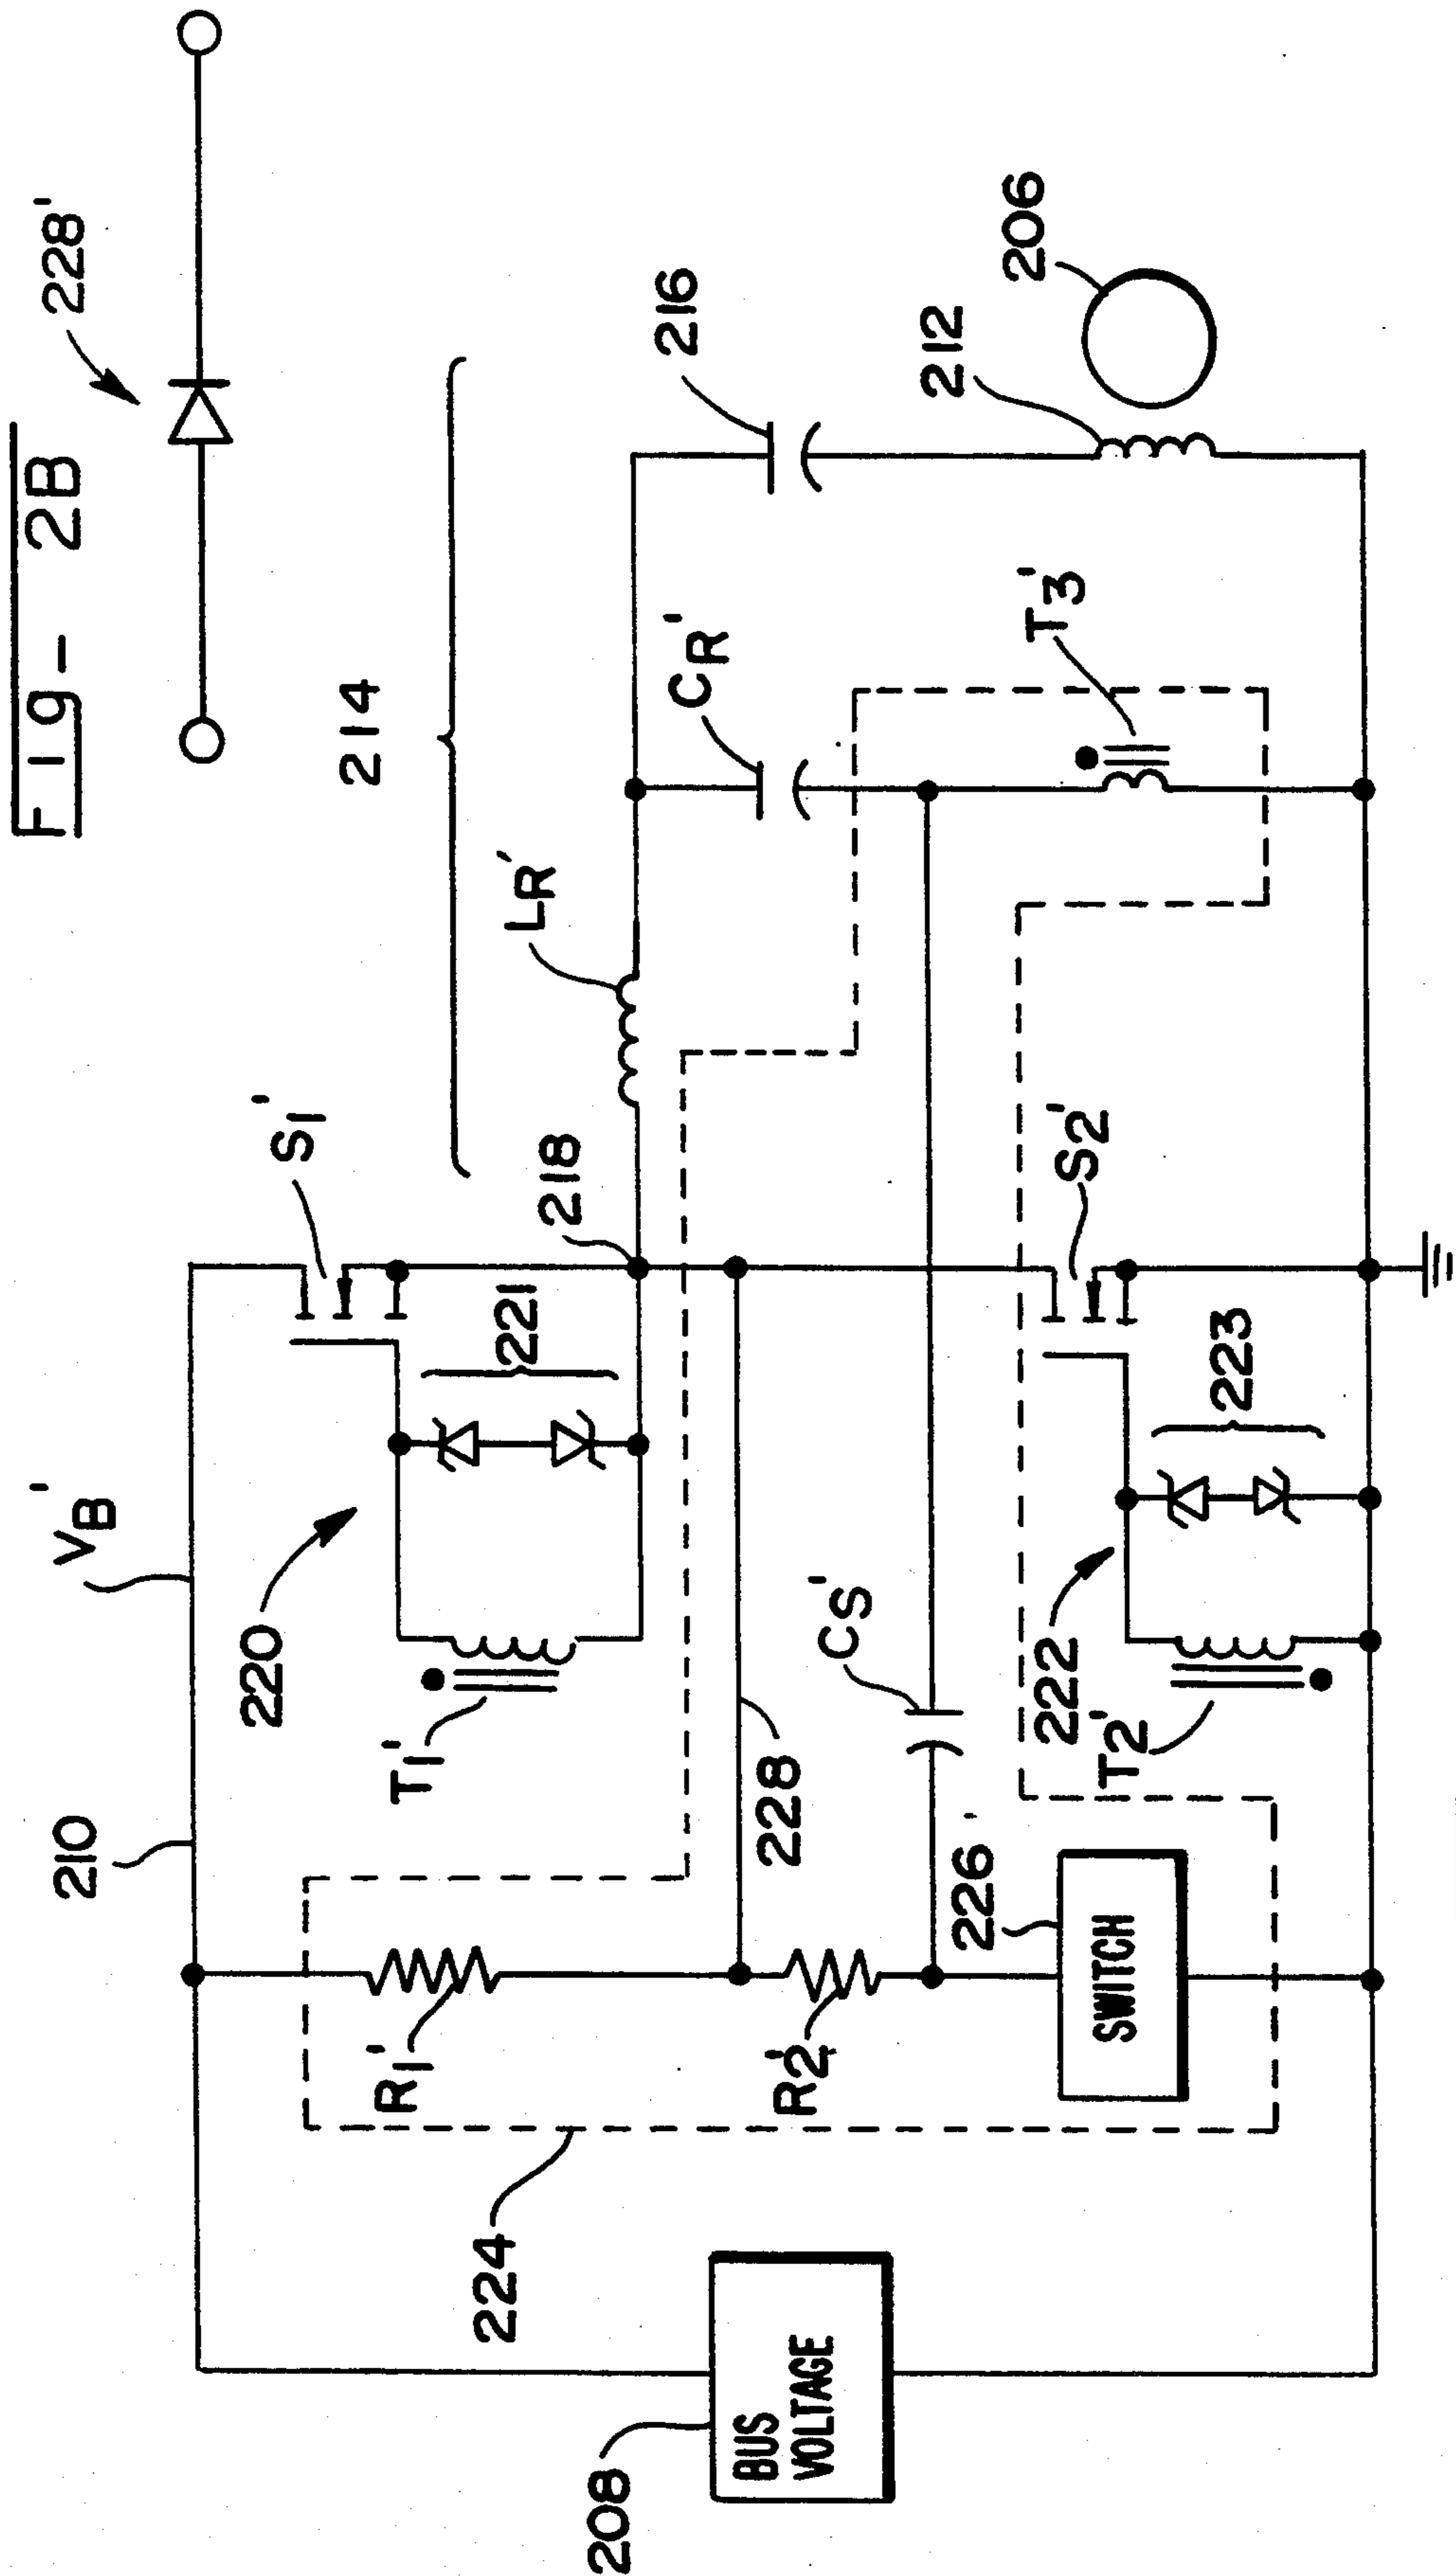 Fig- 2B
228'
214
216
206
212
CR'
T3'
LR'
S1'
218
S2'
221
223
VB'
220
T1'
CS'
222
T2'
210
228
226'
SWITCH
R1'
R2'
224
208
BUS
VOLTAGE